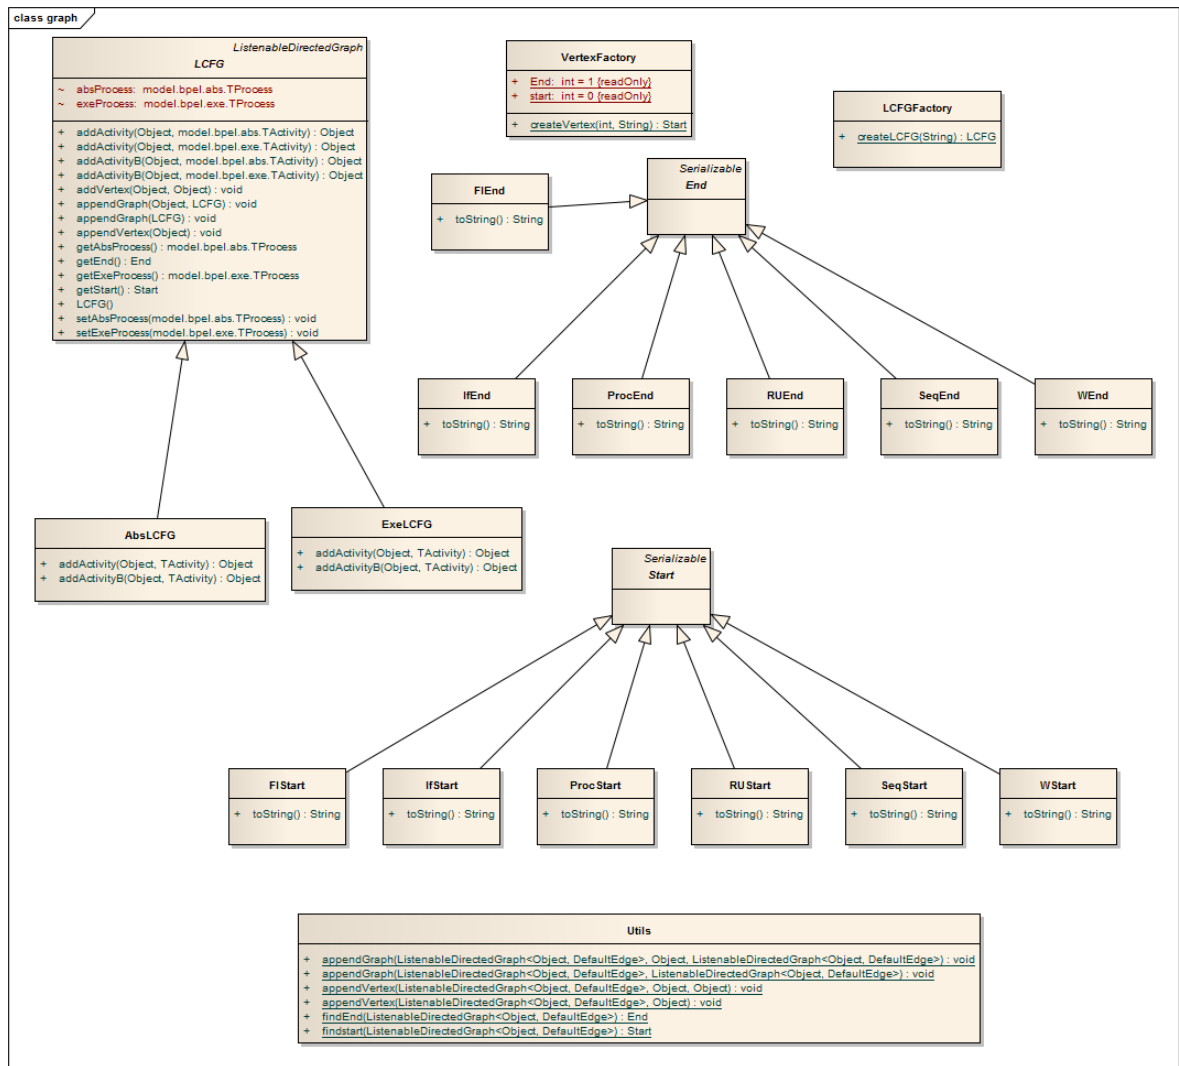 class graph
ListenableDirectedGraph
LCFG
~ absProcess: model.bpel.abs.TProcess
~ exeProcess: model.bpel.exe.TProcess
+ addActivity(Object, model.bpel.abs.TActivity) : Object
+ addActivity(Object, model.bpel.exe.TActivity) : Object
+ addActivityB(Object, model.bpel.abs.TActivity) : Object
+ addActivityB(Object, model.bpel.exe.TActivity) : Object
+ addVertex(Object, Object) : void
+ appendGraph(Object, LCFG) : void
+ appendGraph(LCFG) : void
+ appendVertex(Object) : void
+ getAbsProcess() : model.bpel.abs.TProcess
+ getEnd() : End
+ getExeProcess() : model.bpel.exe.TProcess
+ getStart() : Start
+ LCFG()
+ setAbsProcess(model.bpel.abs.TProcess) : void
+ setExeProcess(model.bpel.exe.TProcess) : void
VertexFactory
+ End: int = 1 {readOnly}
+ start: int = 0 {readOnly}
+ createVertex(int, String) : Start
LCFGFactory
+ createLCFG(String) : LCFG
FlEnd
+ toString() : String
Serializable
End
IfEnd
+ toString() : String
ProcEnd
+ toString() : String
RUEnd
+ toString() : String
SeqEnd
+ toString() : String
WEnd
+ toString() : String
AbsLCFG
+ addActivity(Object, TActivity) : Object
+ addActivityB(Object, TActivity) : Object
ExeLCFG
+ addActivity(Object, TActivity) : Object
+ addActivityB(Object, TActivity) : Object
Serializable
Start
FlStart
+ toString() : String
IfStart
+ toString() : String
ProcStart
+ toString() : String
RUStart
+ toString() : String
SeqStart
+ toString() : String
WStart
+ toString() : String
Utils
+ appendGraph(ListenableDirectedGraph<Object, DefaultEdge>, Object, ListenableDirectedGraph<Object, DefaultEdge>) : void
+ appendGraph(ListenableDirectedGraph<Object, DefaultEdge>, ListenableDirectedGraph<Object, DefaultEdge>) : void
+ appendVertex(ListenableDirectedGraph<Object, DefaultEdge>, Object, Object) : void
+ appendVertex(ListenableDirectedGraph<Object, DefaultEdge>, Object) : void
+ findEnd(ListenableDirectedGraph<Object, DefaultEdge>) : End
+ findstart(ListenableDirectedGraph<Object, DefaultEdge>) : Start